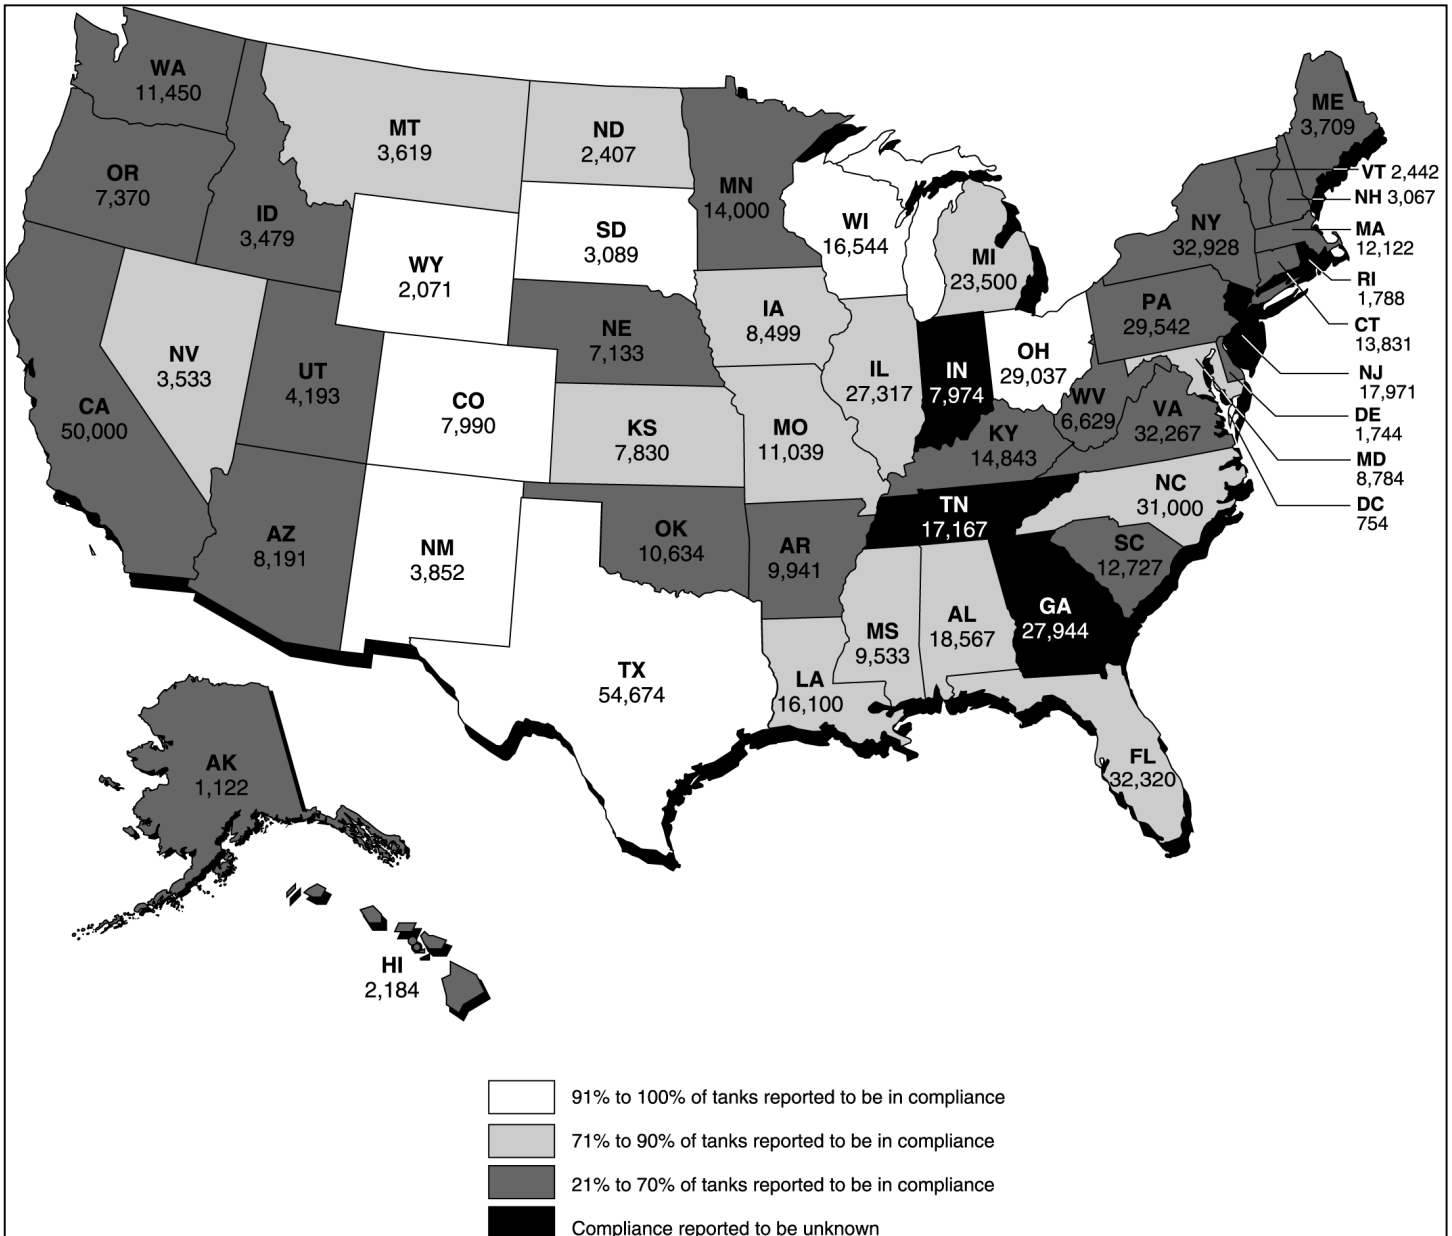 WA
11,450
MT
3,619
ND
2,407
MN
14,000
OR
7,370
ID
3,479
WY
2,071
SD
3,089
WI
16,544
MI
23,500
NY
32,928
ME
3,709
VT 2,442
NH 3,067
MA
12,122
RI
1,788
CT
13,831
NJ
17,971
DE
1,744
MD
8,784
DC
754
CA
50,000
NV
3,533
UT
4,193
CO
7,990
NE
7,133
IA
8,499
KS
7,830
MO
11,039
IL
27,317
IN
7,974
OH
29,037
PA
29,542
WV
6,629
VA
32,267
KY
14,843
NC
31,000
TN
17,167
SC
12,727
AZ
8,191
NM
3,852
OK
10,634
AR
9,941
TX
54,674
LA
16,100
MS
9,533
AL
18,567
GA
27,944
FL
32,320
AK
1,122
HI
2,184
91% to 100% of tanks reported to be in compliance
71% to 90% of tanks reported to be in compliance
21% to 70% of tanks reported to be in compliance
Compliance reported to be unknown